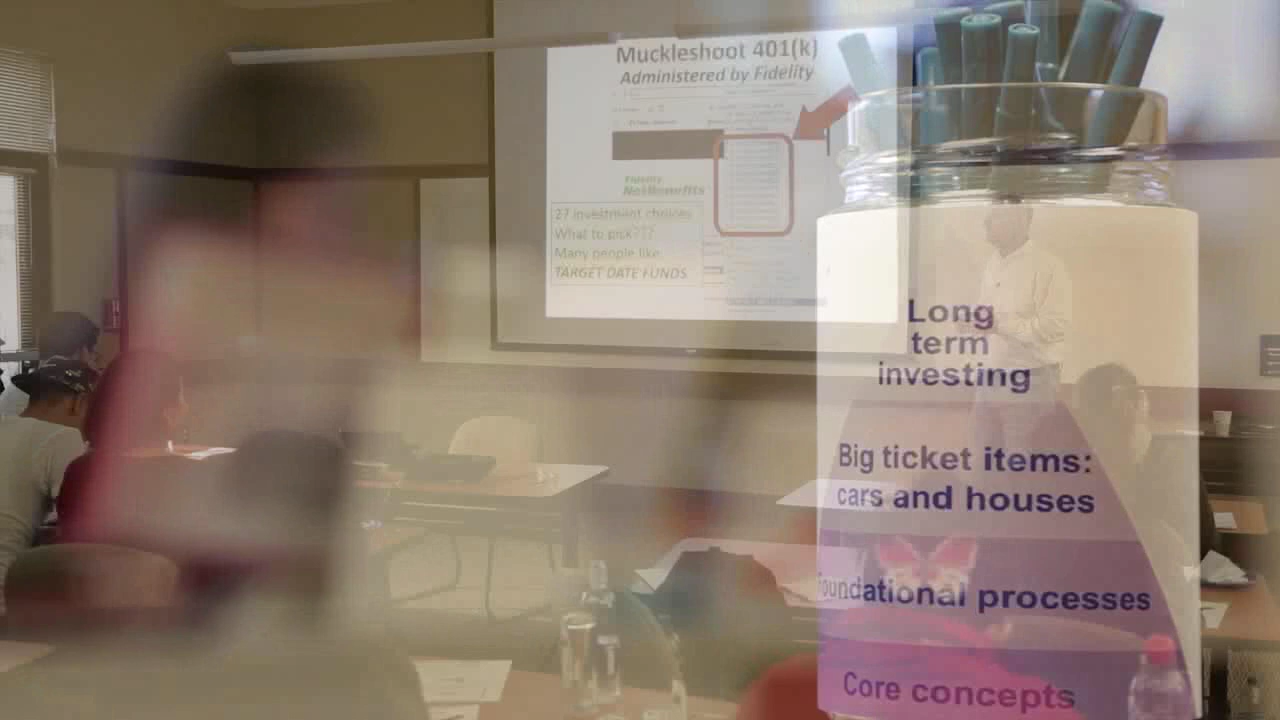 Muckleshoot 401(k)
Administered by Fidelity
Fidelity
NetBenefits
27 investment choices
What to pick???
Many people like
TARGET DATE FUNDS
Long
term
investing
Big ticket items:
cars and houses
foundational processes
Core concepts